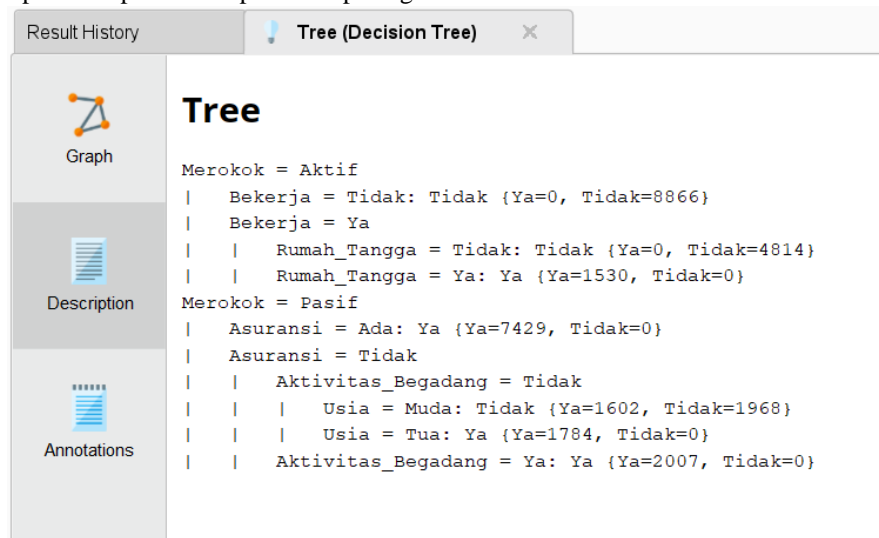 Result History
Tree (Decision Tree)
Graph
Description
Annotations
Tree
Merokok = Aktif
|   Bekerja = Tidak: Tidak {Ya=0, Tidak=8866}
|   Bekerja = Ya
|   |   Rumah_Tangga = Tidak: Tidak {Ya=0, Tidak=4814}
|   |   Rumah_Tangga = Ya: Ya {Ya=1530, Tidak=0}
Merokok = Pasif
|   Asuransi = Ada: Ya {Ya=7429, Tidak=0}
|   Asuransi = Tidak
|   |   Aktivitas_Begadang = Tidak
|   |   |   Usia = Muda: Tidak {Ya=1602, Tidak=1968}
|   |   |   Usia = Tua: Ya {Ya=1784, Tidak=0}
|   |   Aktivitas_Begadang = Ya: Ya {Ya=2007, Tidak=0}